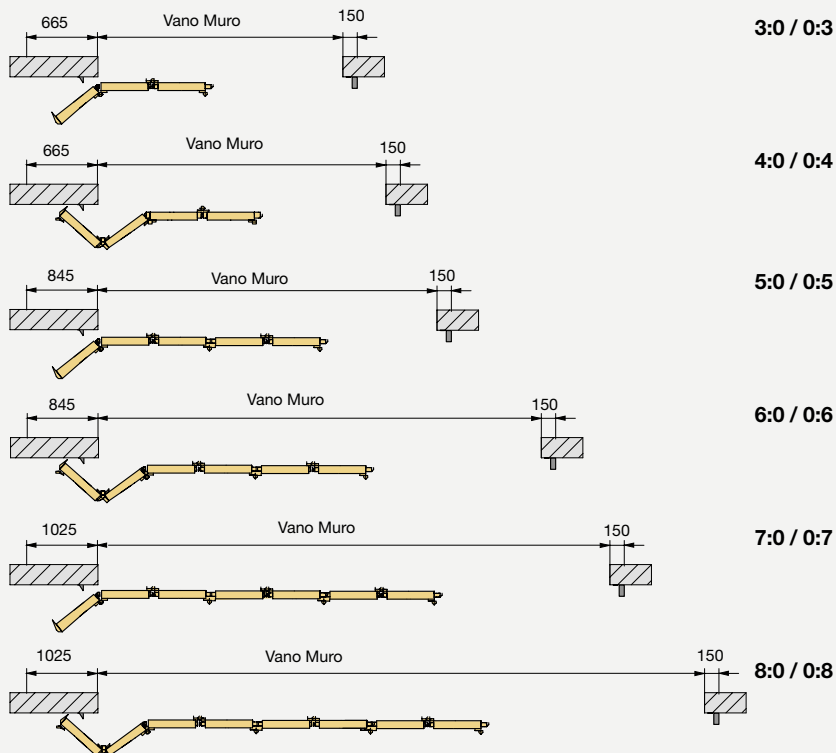 665 Vano Muro 150 3:0 / 0:3
665 Vano Muro 150 4:0 / 0:4
845 Vano Muro 150 5:0 / 0:5
845 Vano Muro 150 6:0 / 0:6
1025 Vano Muro 150 7:0 / 0:7
1025 Vano Muro 150 8:0 / 0:8